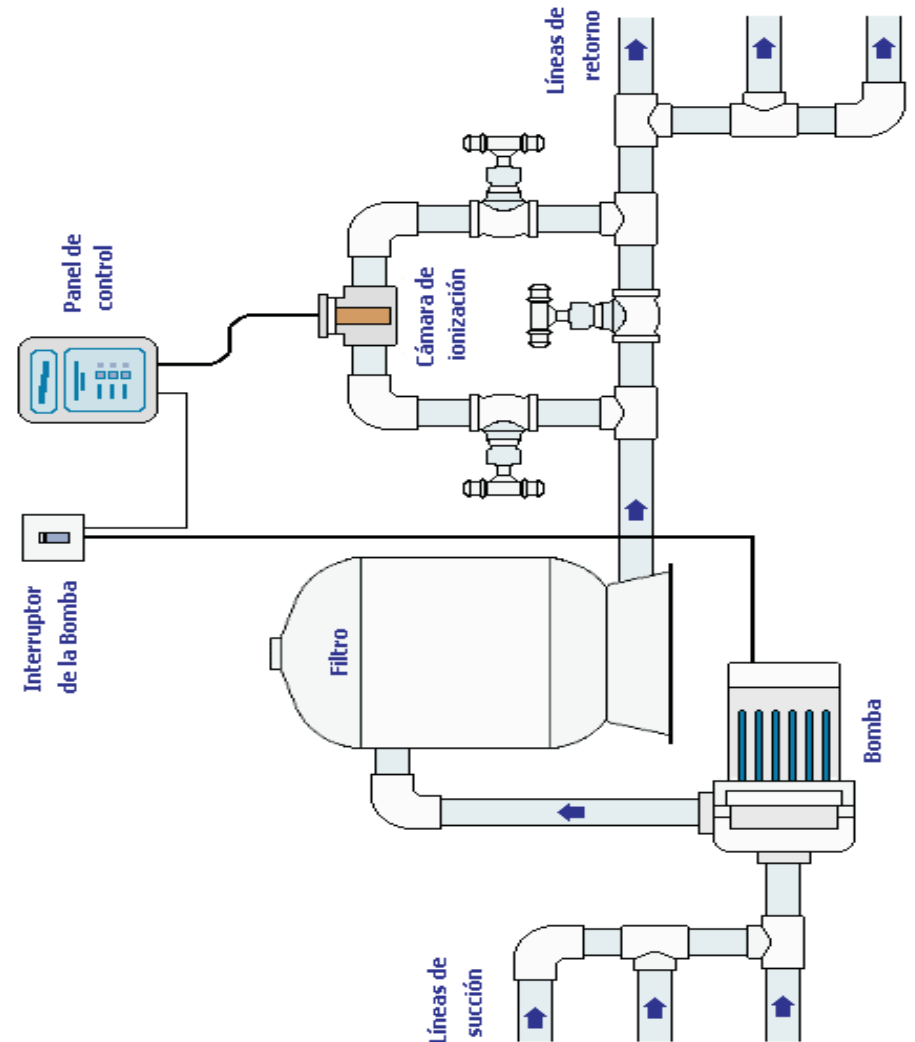 Líneas de
succión
Bomba
Filtro
Interruptor
de la Bomba
Panel de
control
Cámara de
ionización
Líneas de
retorno